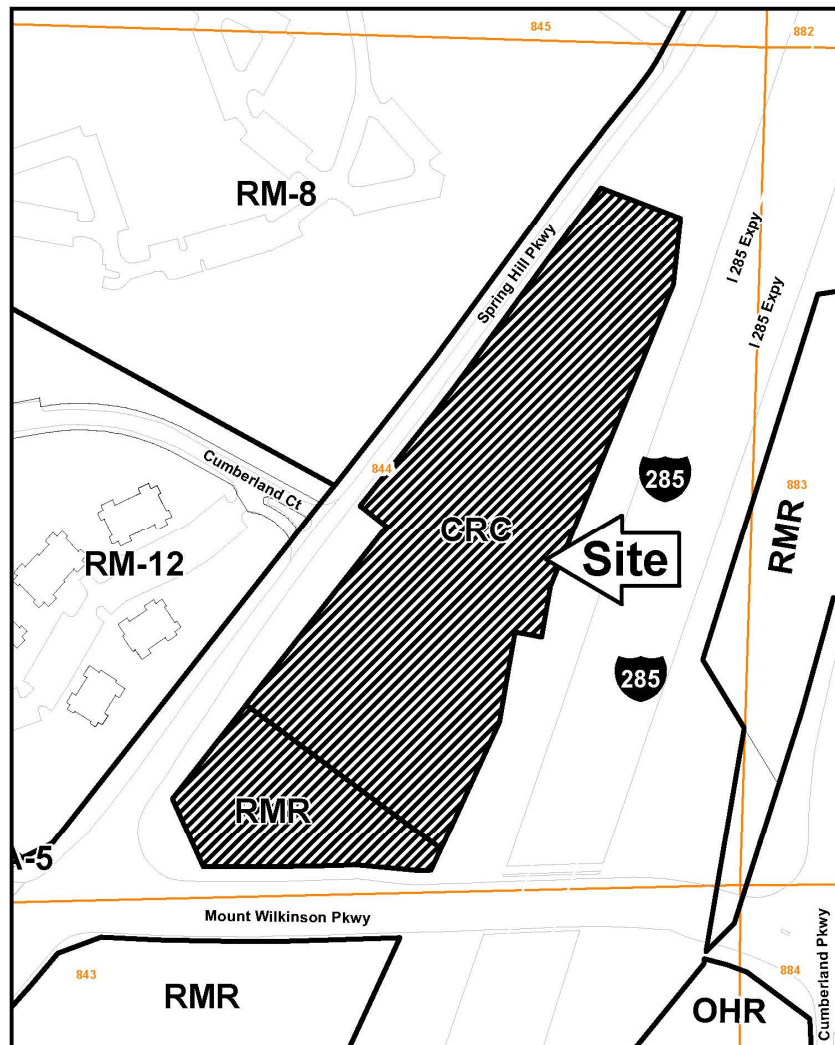 845
882
RM-8
Spring Hill Pkwy
I 285 Expy
I 285 Expy
844
Cumberland Ct
285
883
RMR
CRC
Site
RM-12
285
RMR
A-5
Mount Wilkinson Pkwy
843
RMR
884
OHR
Cumberland Pkwy